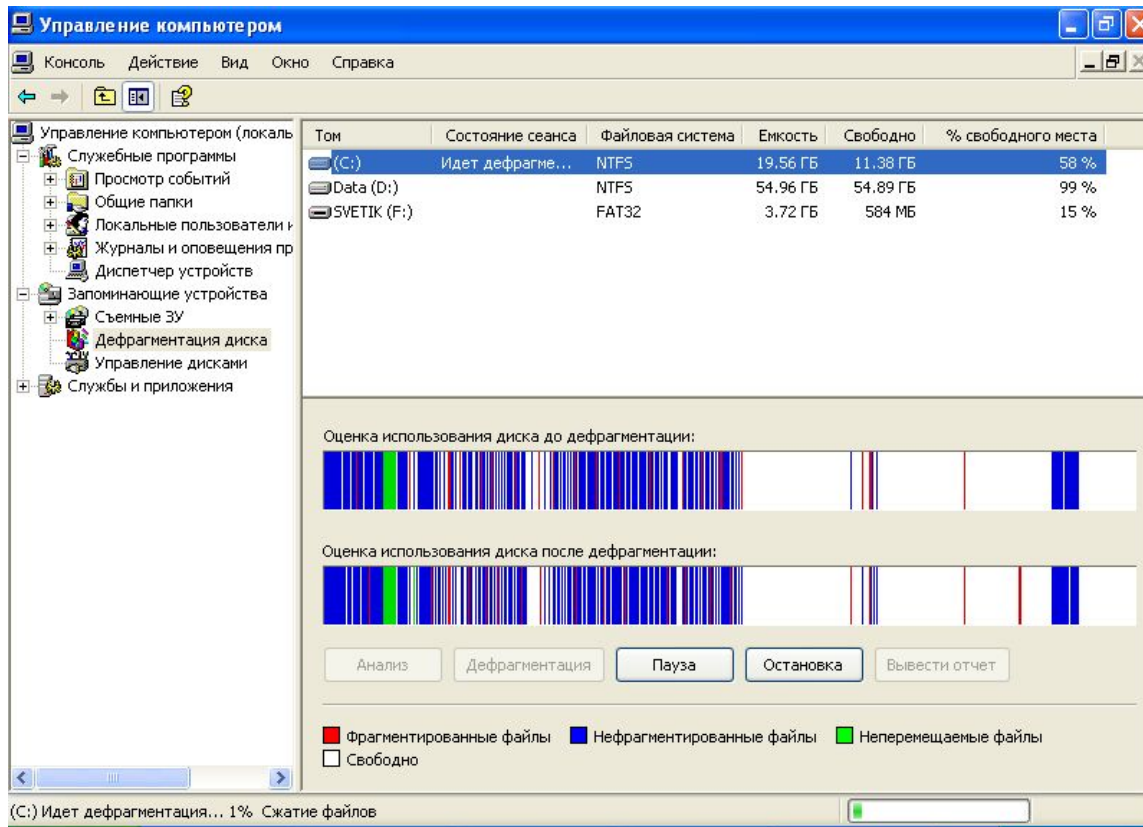 Управление компьютером
Консоль Действие Вид Окно Справка
Управление компьютером (локаль
Служебные программы
Просмотр событий
Общие папки
Локальные пользователи и
Журналы и оповещения пр
Диспетчер устройств
Запоминающие устройства
Съемные ЗУ
Дефрагментация диска
Управление дисками
Службы и приложения
Том Состояние сеанса Файловая система Емкость Свободно % свободного места
(C:) Идет дефрагме... NTFS 19.56 ГБ 11.38 ГБ 58 %
Data (D:) NTFS 54.96 ГБ 54.89 ГБ 99 %
SVETIK (F:) FAT32 3.72 ГБ 584 МБ 15 %
Оценка использования диска до дефрагментации:
Оценка использования диска после дефрагментации:
Анализ Дефрагментация Пауза Остановка Вывести отчет
Фрагментированные файлы Нефрагментированные файлы Неперемещаемые файлы
Свободно
(C:) Идет дефрагментация... 1% Сжатие файлов